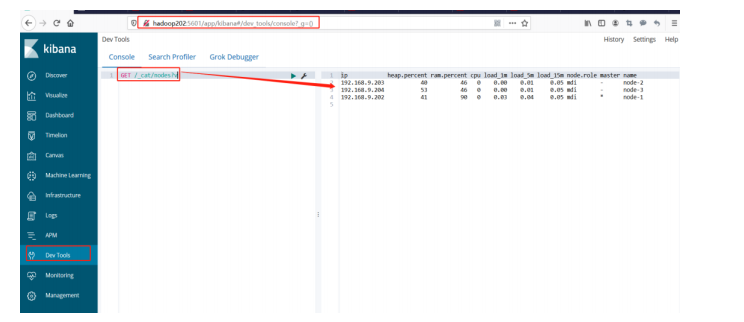 hadoop202:5601/app/kibana#/dev_tools/console?_g=()
kibana
Dev Tools
History Settings Help
Console Search Profiler Grok Debugger
Discover
Visualize
Dashboard
Timelion
Canvas
Machine Learning
Infrastructure
Logs
APM
Dev Tools
Monitoring
Management
1 GET /_cat/nodes?v
1 ip heap.percent ram.percent cpu load_1m load_5m load_15m node.role master name
192.168.9.203 40 46 0 0.00 0.01 0.05 mdi - node-2
192.168.9.204 53 46 0 0.00 0.01 0.05 mdi - node-3
4 192.168.9.202 41 90 0 0.03 0.04 0.05 mdi * node-1
5